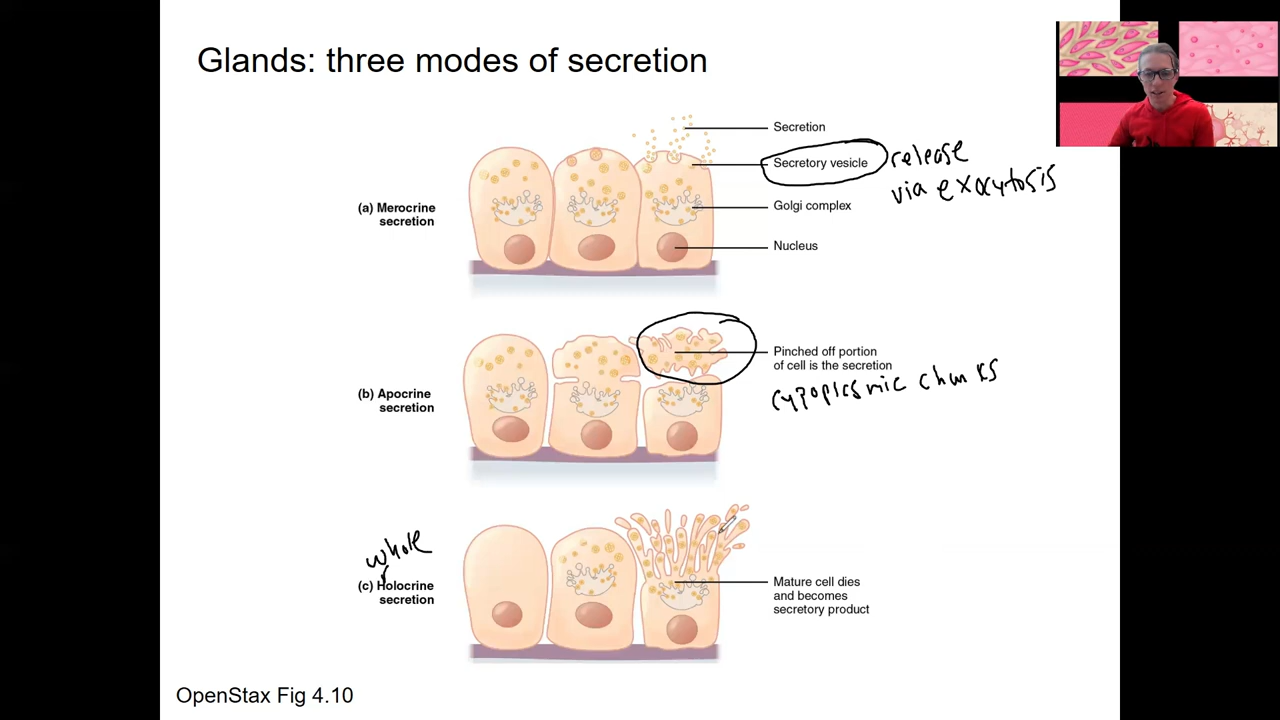 Glands: three modes of secretion
Secretion
Secretory vesicle
release
via exocytosis
(a) Merocrine
secretion
Golgi complex
Nucleus
Pinched off portion
of cell is the secretion
(b) Apocrine
secretion
cytoplasmic chunks
whole
(c) Holocrine
secretion
Mature cell dies
and becomes
secretory product
OpenStax Fig 4.10